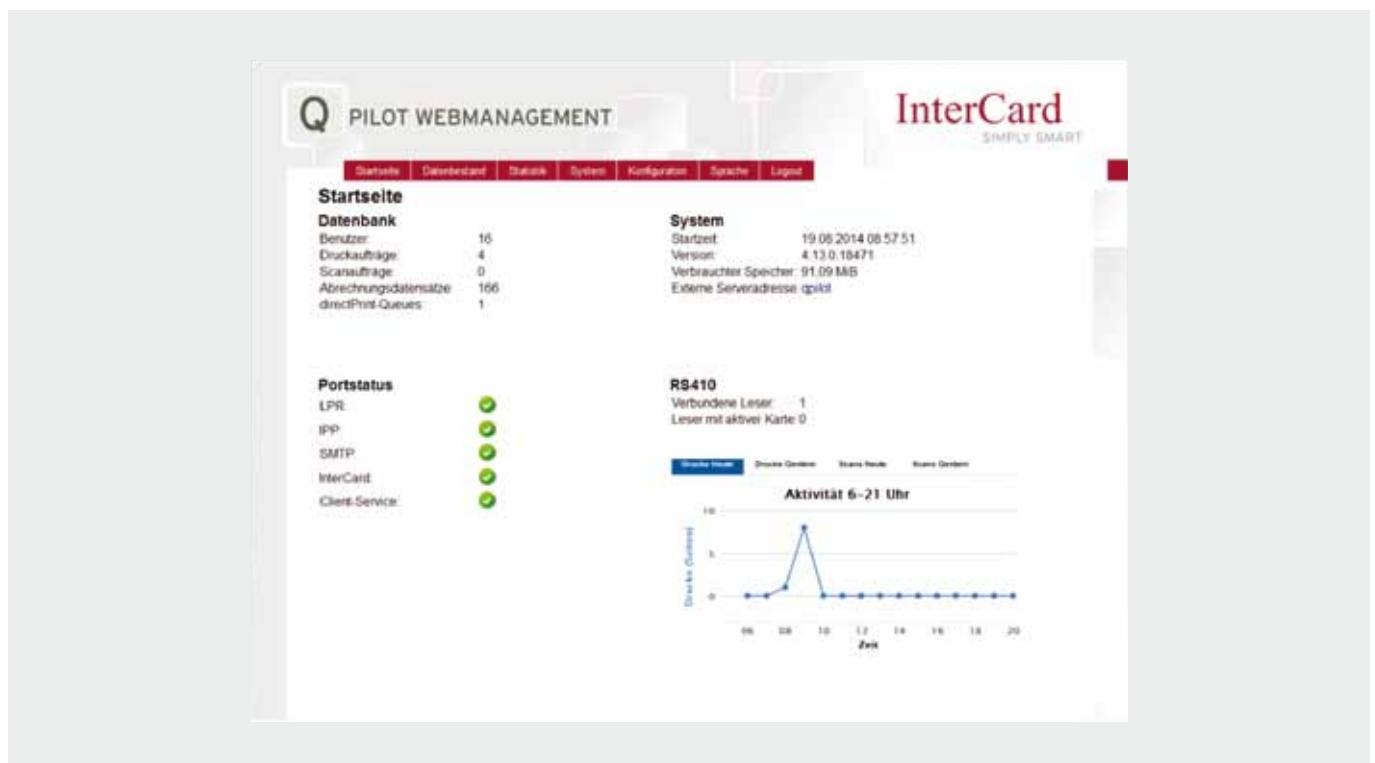 Q PILOT WEBMANAGEMENT
InterCard
SIMPLY SMART
Startseite Datenbestand Statistik System Konfiguration Sprache Logout
Startseite
Datenbank
Benutzer: 16
Druckaufträge: 4
Scanaufträge: 0
Abrechnungsdatensätze: 166
directPrint-Queues: 1
System
Startzeit: 19.08.2014 08:57:51
Version: 4.13.0.18471
Verbrauchter Speicher: 91,09 MiB
Externe Serveradresse: qpilot
Portstatus
LPR:
IPP:
SMTP:
InterCard:
Client-Service:
RS410
Verbundene Leser: 1
Leser mit aktiver Karte: 0
Drucke Heute Drucke Gestern Scans Heute Scans Gestern
Aktivität 6-21 Uhr
Drucke (Seiten)
10
5
0
06 08 10 12 14 16 18 20
Zeit